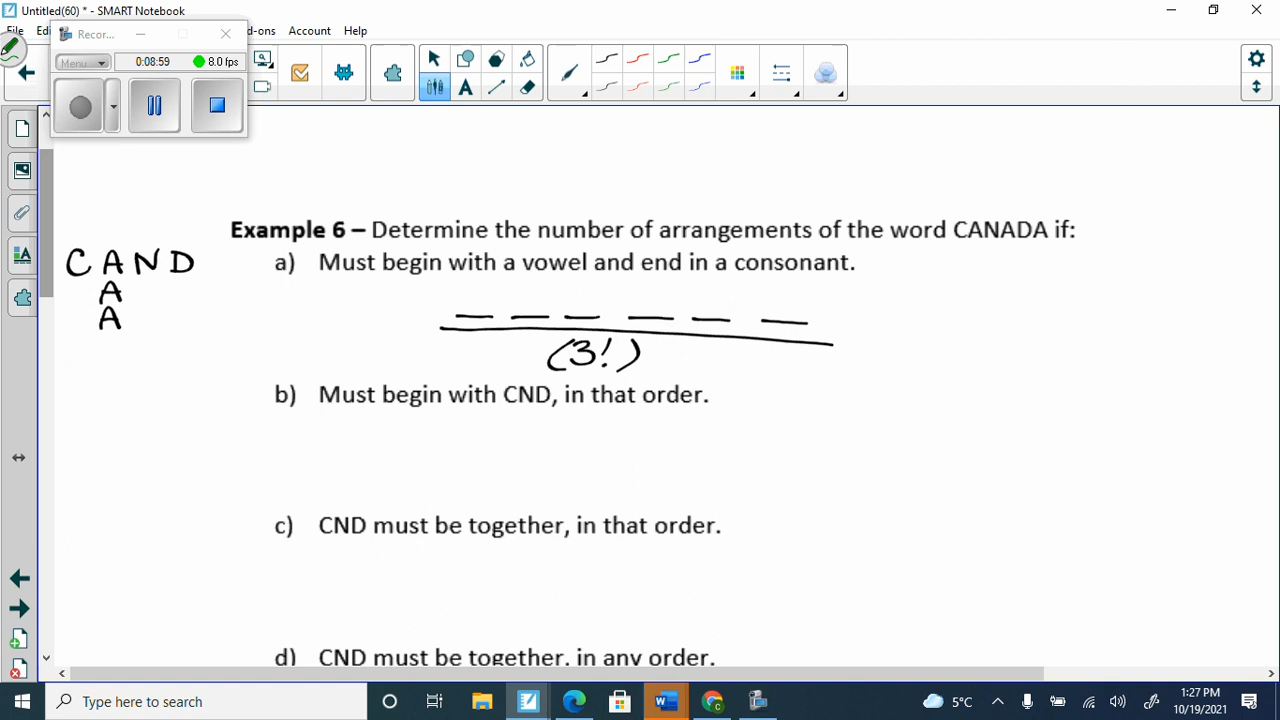 Untitled(60) * - SMART Notebook
File Edi d-ons Account Help
Recor...
Menu 0:08:59 8.0 fps
Example 6 – Determine the number of arrangements of the word CANADA if:
C A N D
A
A
a) Must begin with a vowel and end in a consonant.
_ _ _ _ _ _
(3!)
b) Must begin with CND, in that order.
c) CND must be together, in that order.
d) CND must be together, in any order.
Type here to search
5°C
1:27 PM
10/19/2021